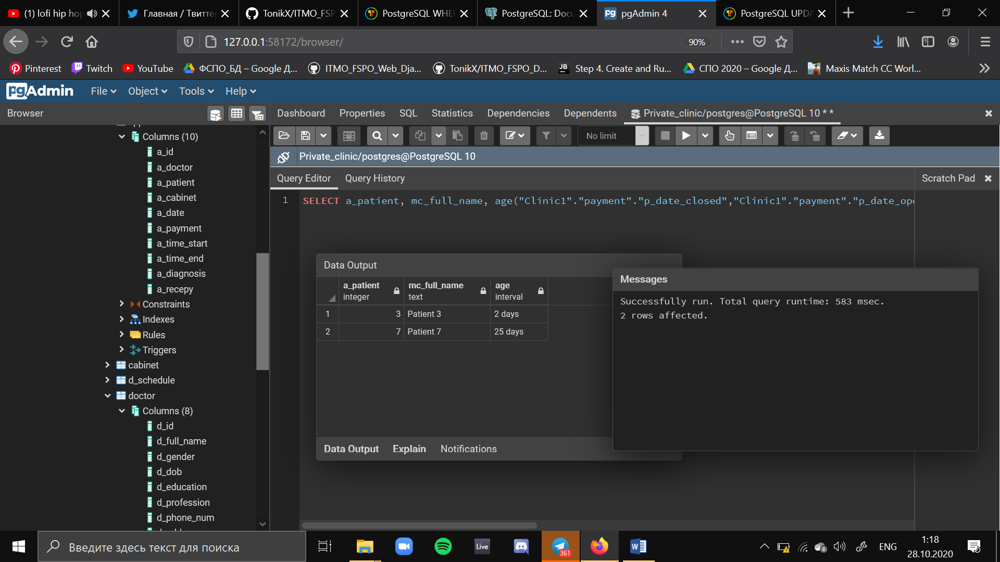 (1) lofi hip hop
Главная / Твитте
TonikX/ITMO_FSP
PostgreSQL WHE
PostgreSQL: Docu
pgAdmin 4
PostgreSQL UPDA
127.0.0.1:58172/browser/
90%
Pinterest
Twitch
YouTube
ФСПО_БД – Google Д...
ITMO_FSPO_Web_Dja...
TonikX/ITMO_FSPO_D...
Step 4. Create and Ru...
СПО 2020 – Google Д...
Maxis Match CC Worl...
pgAdmin
File
Object
Tools
Help
Browser
Dashboard
Properties
SQL
Statistics
Dependencies
Dependents
Private_clinic/postgres@PostgreSQL 10 * *
No limit
Private_clinic/postgres@PostgreSQL 10
Query Editor
Query History
Scratch Pad
1
SELECT a_patient, mc_full_name, age("Clinic1"."payment"."p_date_closed","Clinic1"."payment"."p_date_ope
Columns (10)
a_id
a_doctor
a_patient
a_cabinet
a_date
a_payment
a_time_start
a_time_end
a_diagnosis
a_recepy
Constraints
Indexes
Rules
Triggers
cabinet
d_schedule
doctor
Columns (8)
d_id
d_full_name
d_gender
d_dob
d_education
d_profession
d_phone_num
Data Output
a_patient integer
mc_full_name text
age interval
1 3 Patient 3 2 days
2 7 Patient 7 25 days
Data Output
Explain
Notifications
Messages
Successfully run. Total query runtime: 583 msec.
2 rows affected.
Введите здесь текст для поиска
Live
361
ENG
1:18
28.10.2020